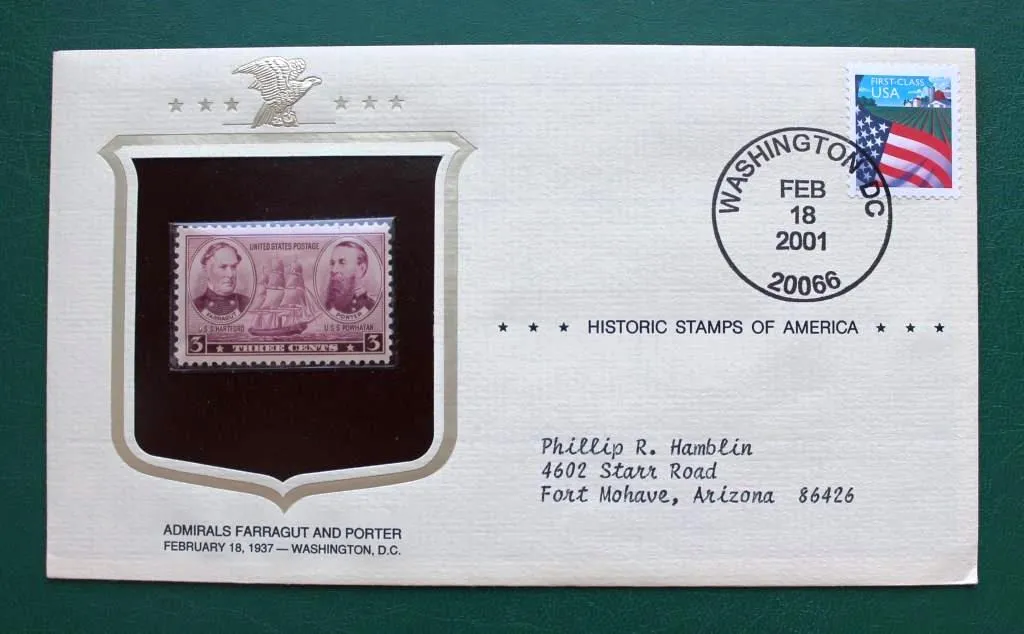 FIRST-CLASS
USA
WASHINGTON DC
FEB
18
2001
20066
UNITED STATES POSTAGE
FARRAGUT
PORTER
U.S.S. HARTFORD
U.S.S. POWHATAN
3 ★ THREE CENTS ★ 3
★ ★ ★ HISTORIC STAMPS OF AMERICA ★ ★ ★
Phillip R. Hamblin
4602 Starr Road
Fort Mohave, Arizona 86426
ADMIRALS FARRAGUT AND PORTER
FEBRUARY 18, 1937 — WASHINGTON, D.C.